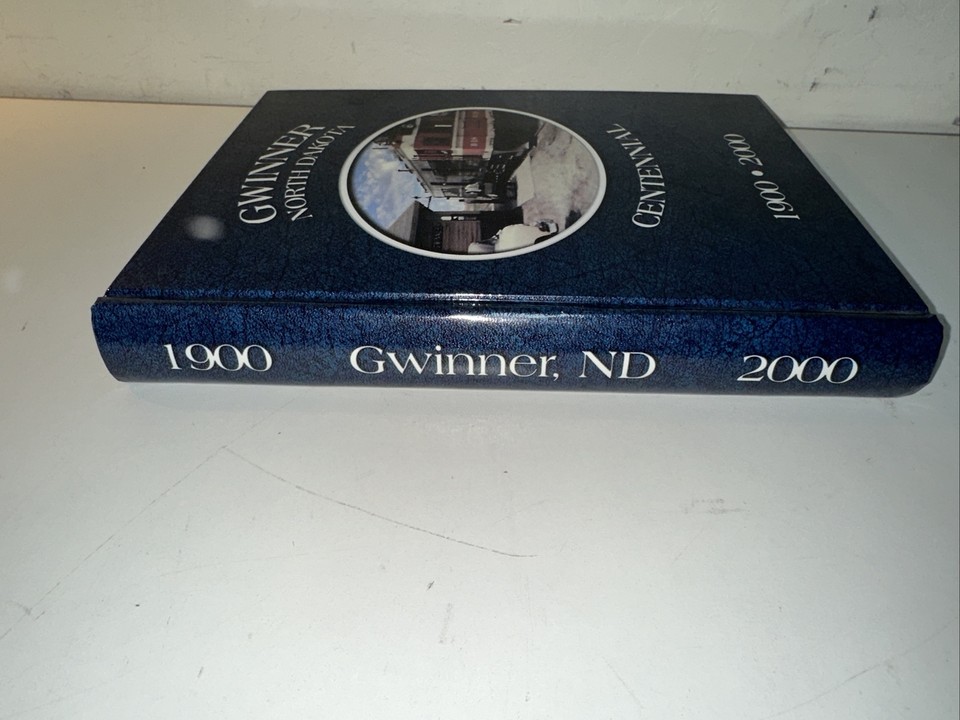 GWINNER
NORTH DAKOTA
CENTENNIAL
1900 • 2000
1900 Gwinner, ND 2000